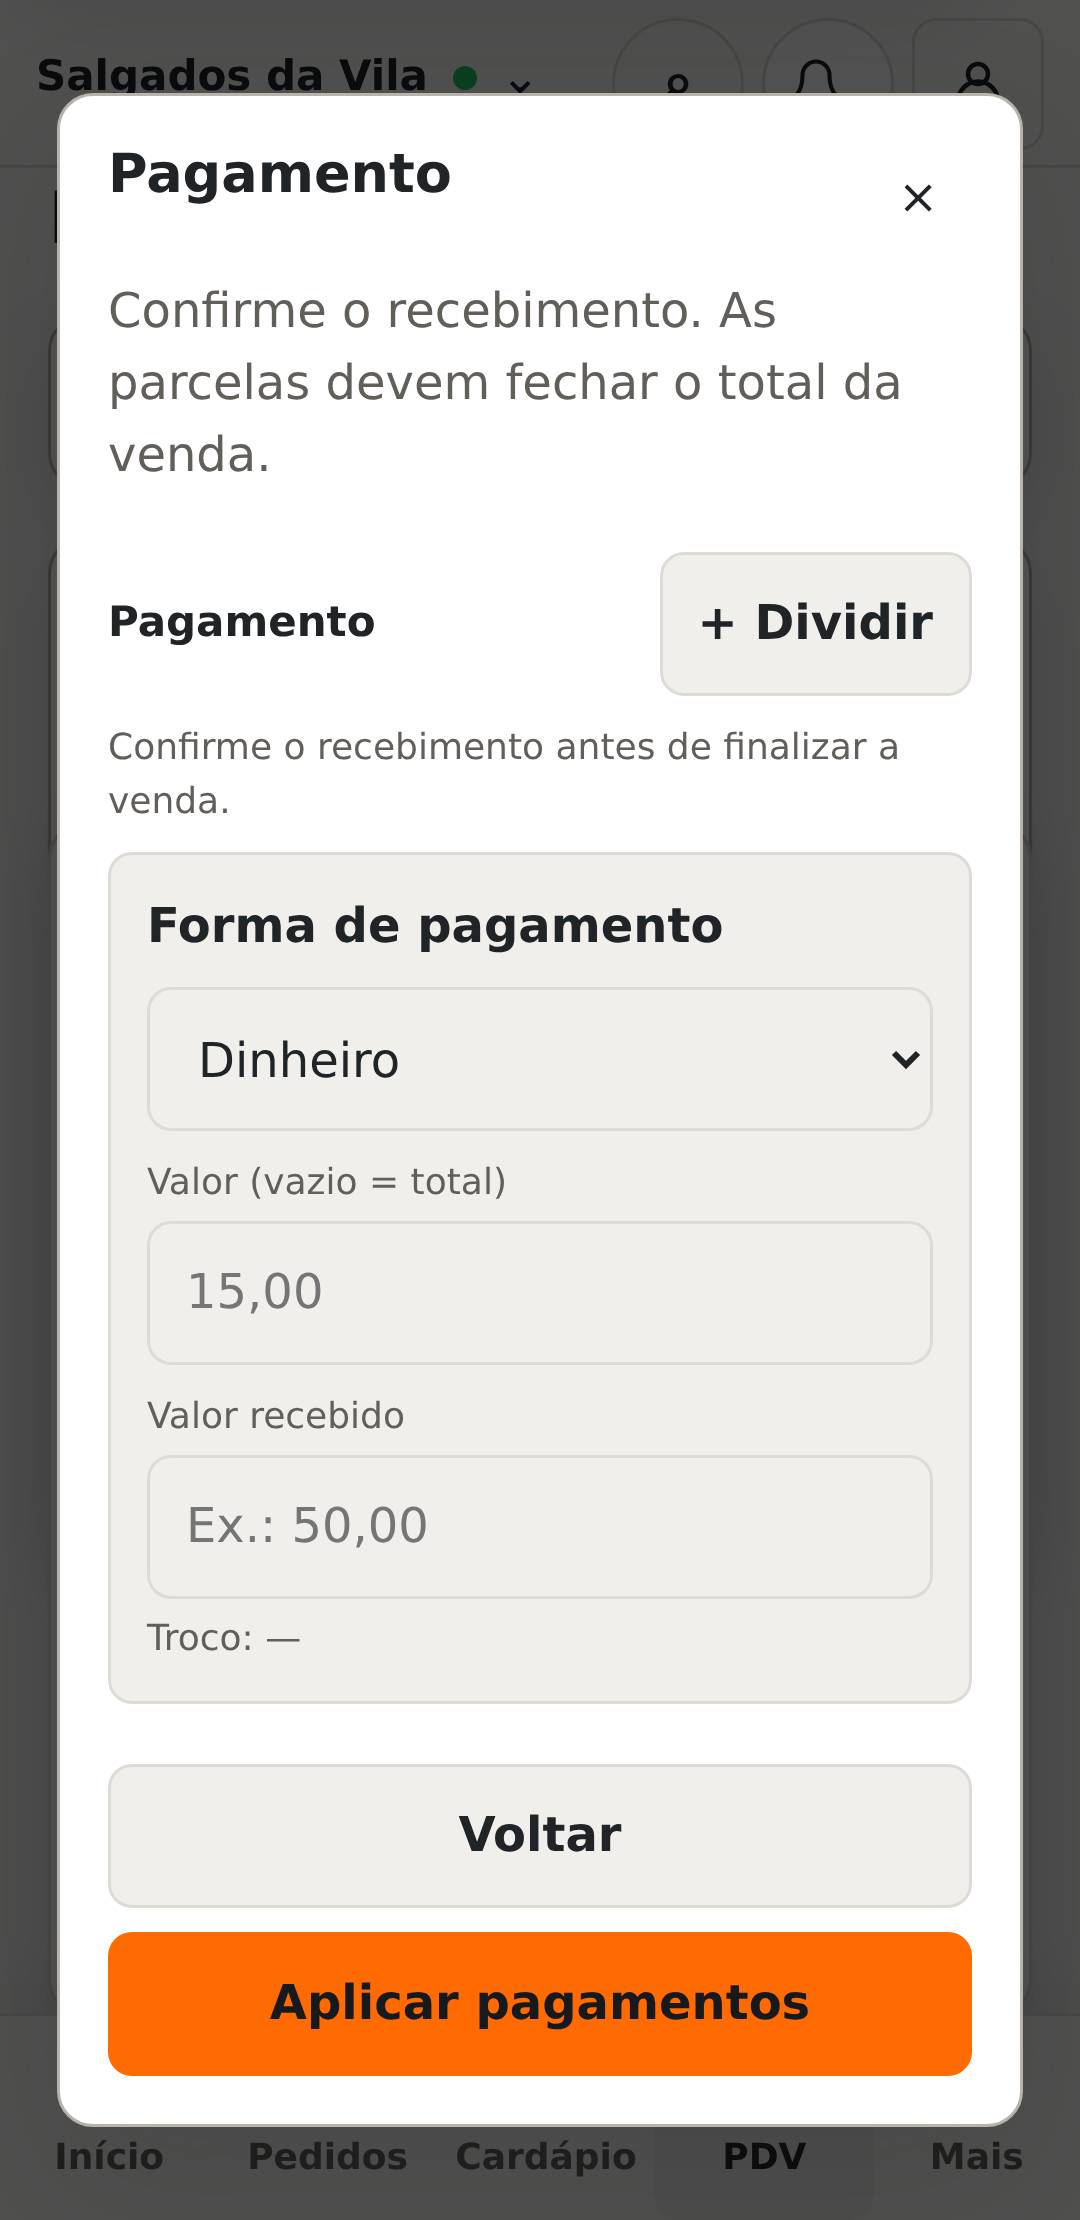 Salgados da Vila
Pagamento
×
Confirme o recebimento. As
parcelas devem fechar o total da
venda.
Pagamento
+ Dividir
Confirme o recebimento antes de finalizar a
venda.
Forma de pagamento
Dinheiro
Valor (vazio = total)
15,00
Valor recebido
Ex.: 50,00
Troco: —
Voltar
Aplicar pagamentos
Início
Pedidos
Cardápio
PDV
Mais